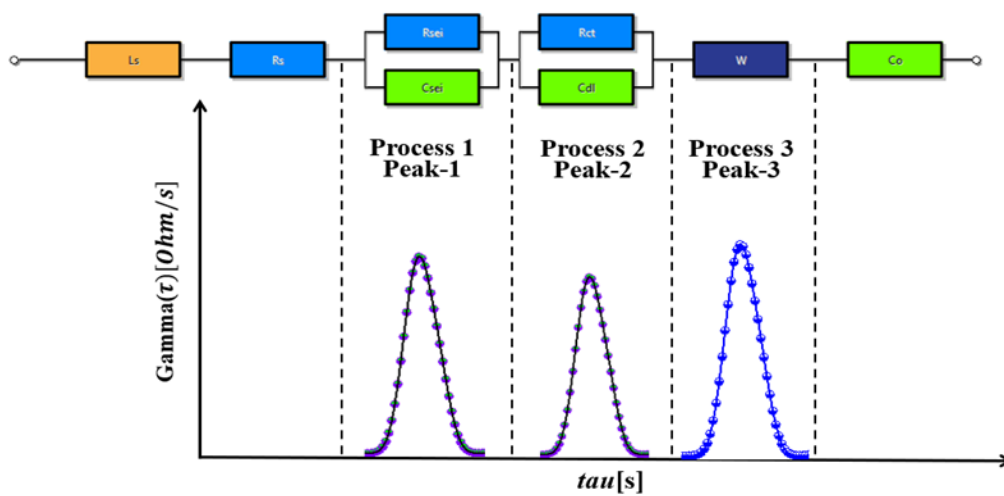 Ls
Rs
Rsei
Csei
Rct
Cdl
W
Co
Process 1
Peak-1
Process 2
Peak-2
Process 3
Peak-3
Gamma(τ)[Ohm/s]
tau[s]